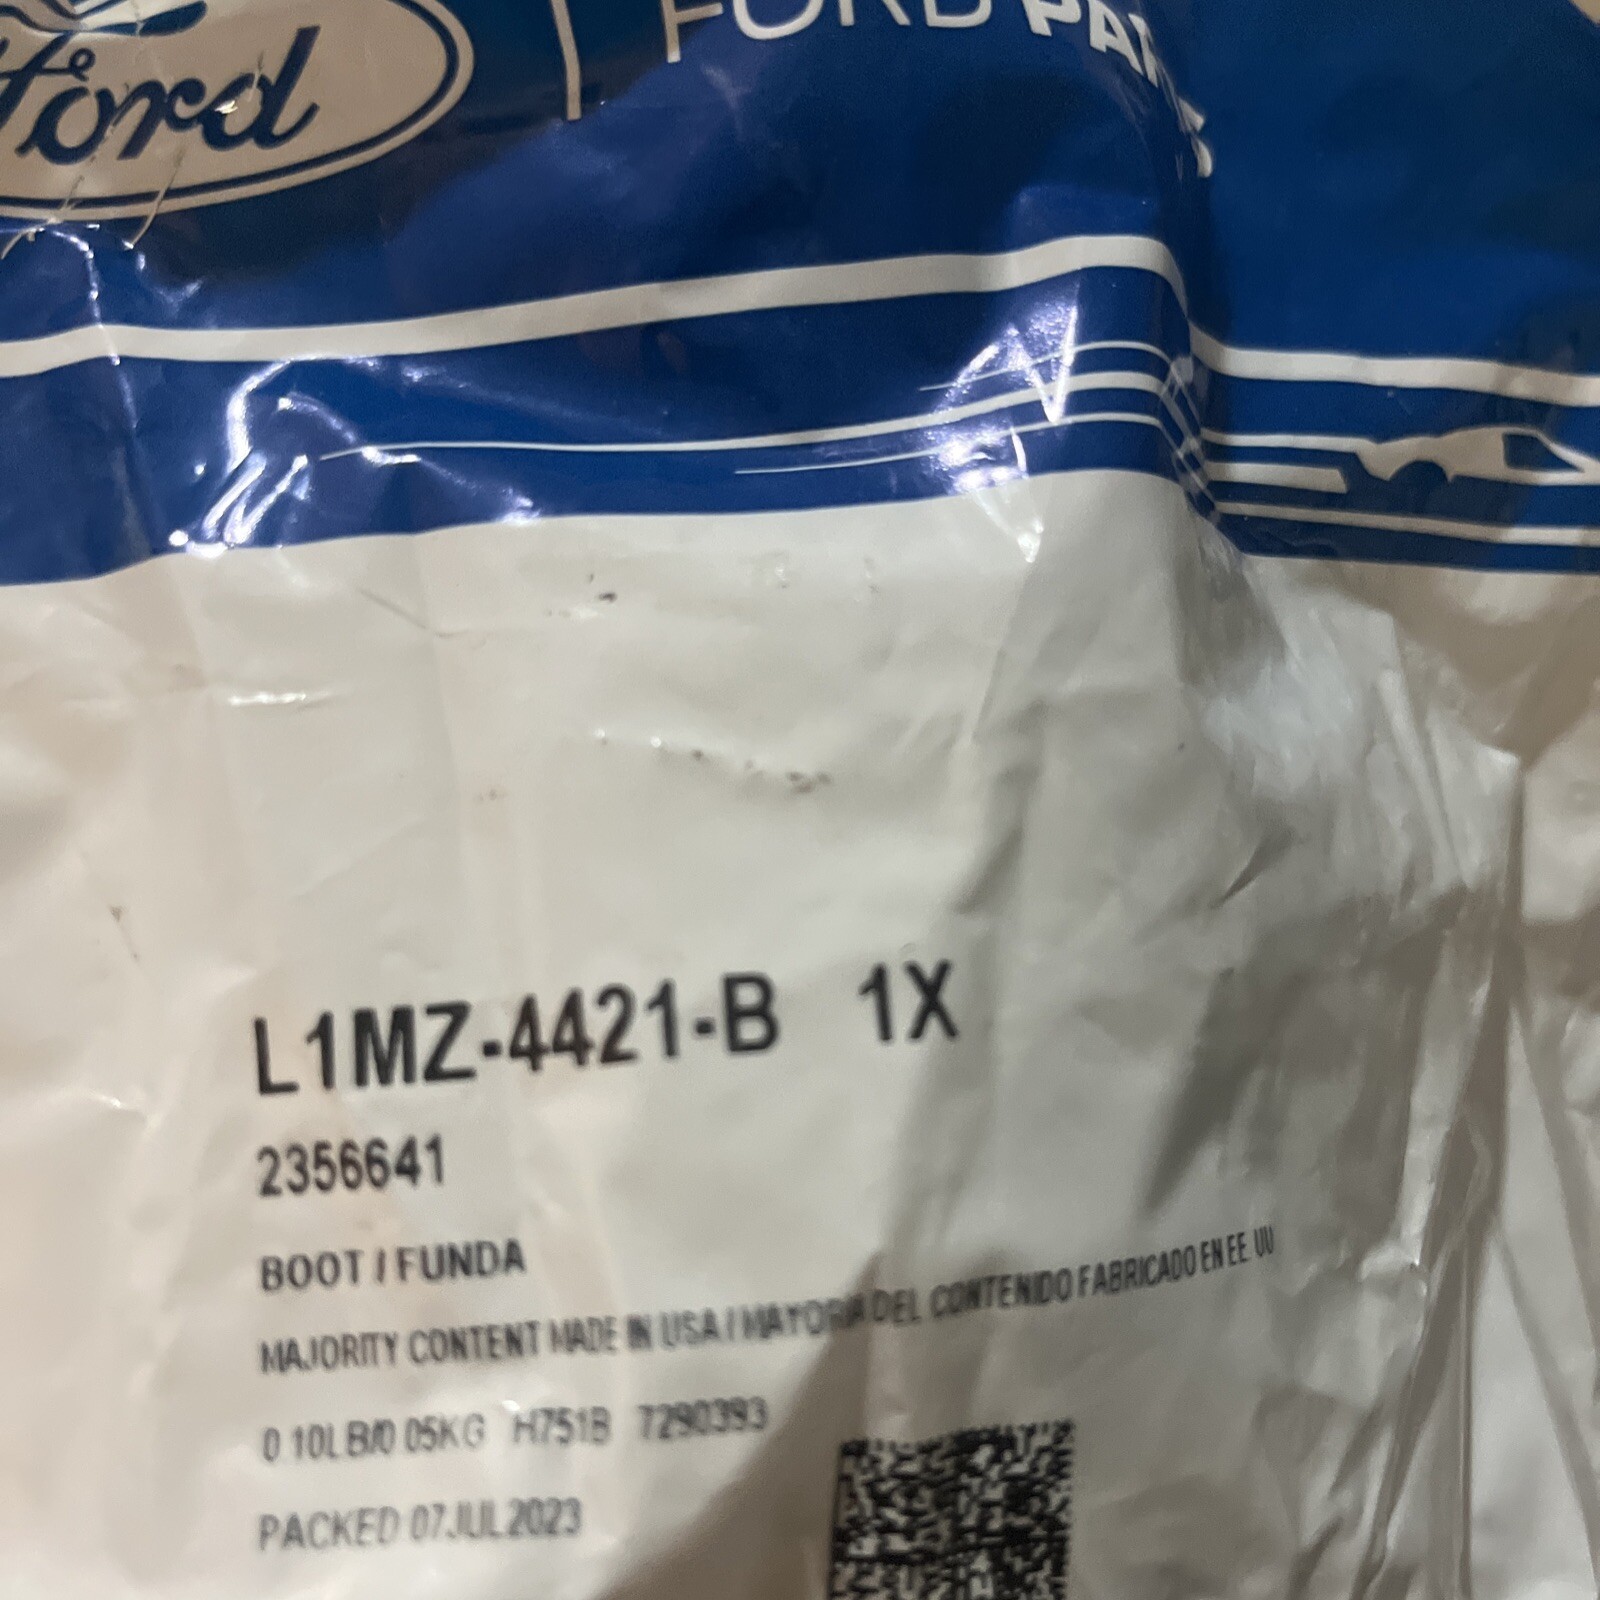 Ford FORD PARTS
L1MZ-4421-B 1X
2356641
BOOT / FUNDA
MAJORITY CONTENT MADE IN USA / MAYORIA DEL CONTENIDO FABRICADO EN EE. UU
0.10LB/0.05KG H751B 7290393
PACKED 07JUL2023